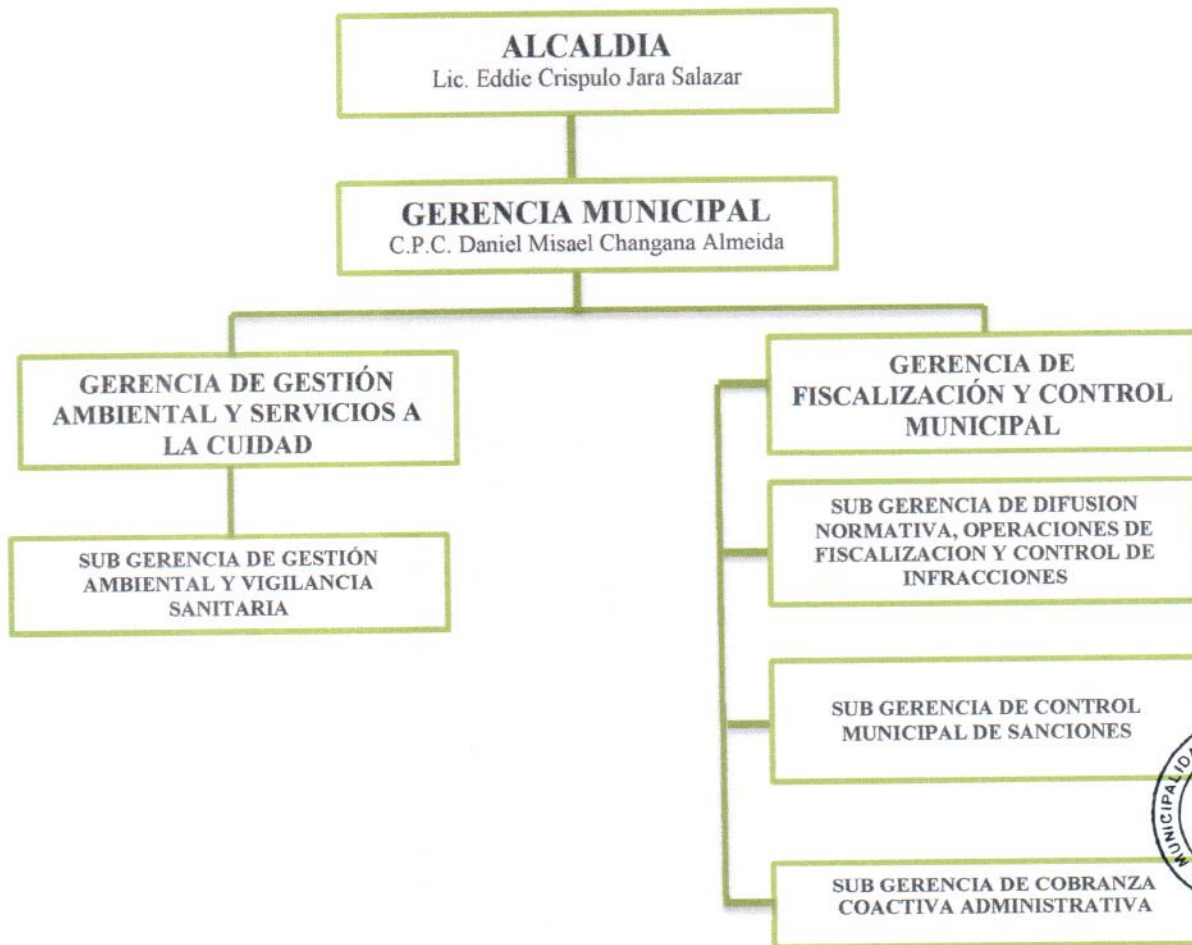 ALCALDIA
Lic. Eddie Crispulo Jara Salazar
GERENCIA MUNICIPAL
C.P.C. Daniel Misael Changana Almeida
GERENCIA DE GESTIÓN
AMBIENTAL Y SERVICIOS A
LA CUIDAD
SUB GERENCIA DE GESTIÓN
AMBIENTAL Y VIGILANCIA
SANITARIA
GERENCIA DE
FISCALIZACIÓN Y CONTROL
MUNICIPAL
SUB GERENCIA DE DIFUSION
NORMATIVA, OPERACIONES DE
FISCALIZACION Y CONTROL DE
INFRACCIONES
SUB GERENCIA DE CONTROL
MUNICIPAL DE SANCIONES
SUB GERENCIA DE COBRANZA
COACTIVA ADMINISTRATIVA
MUNICIPALIDA